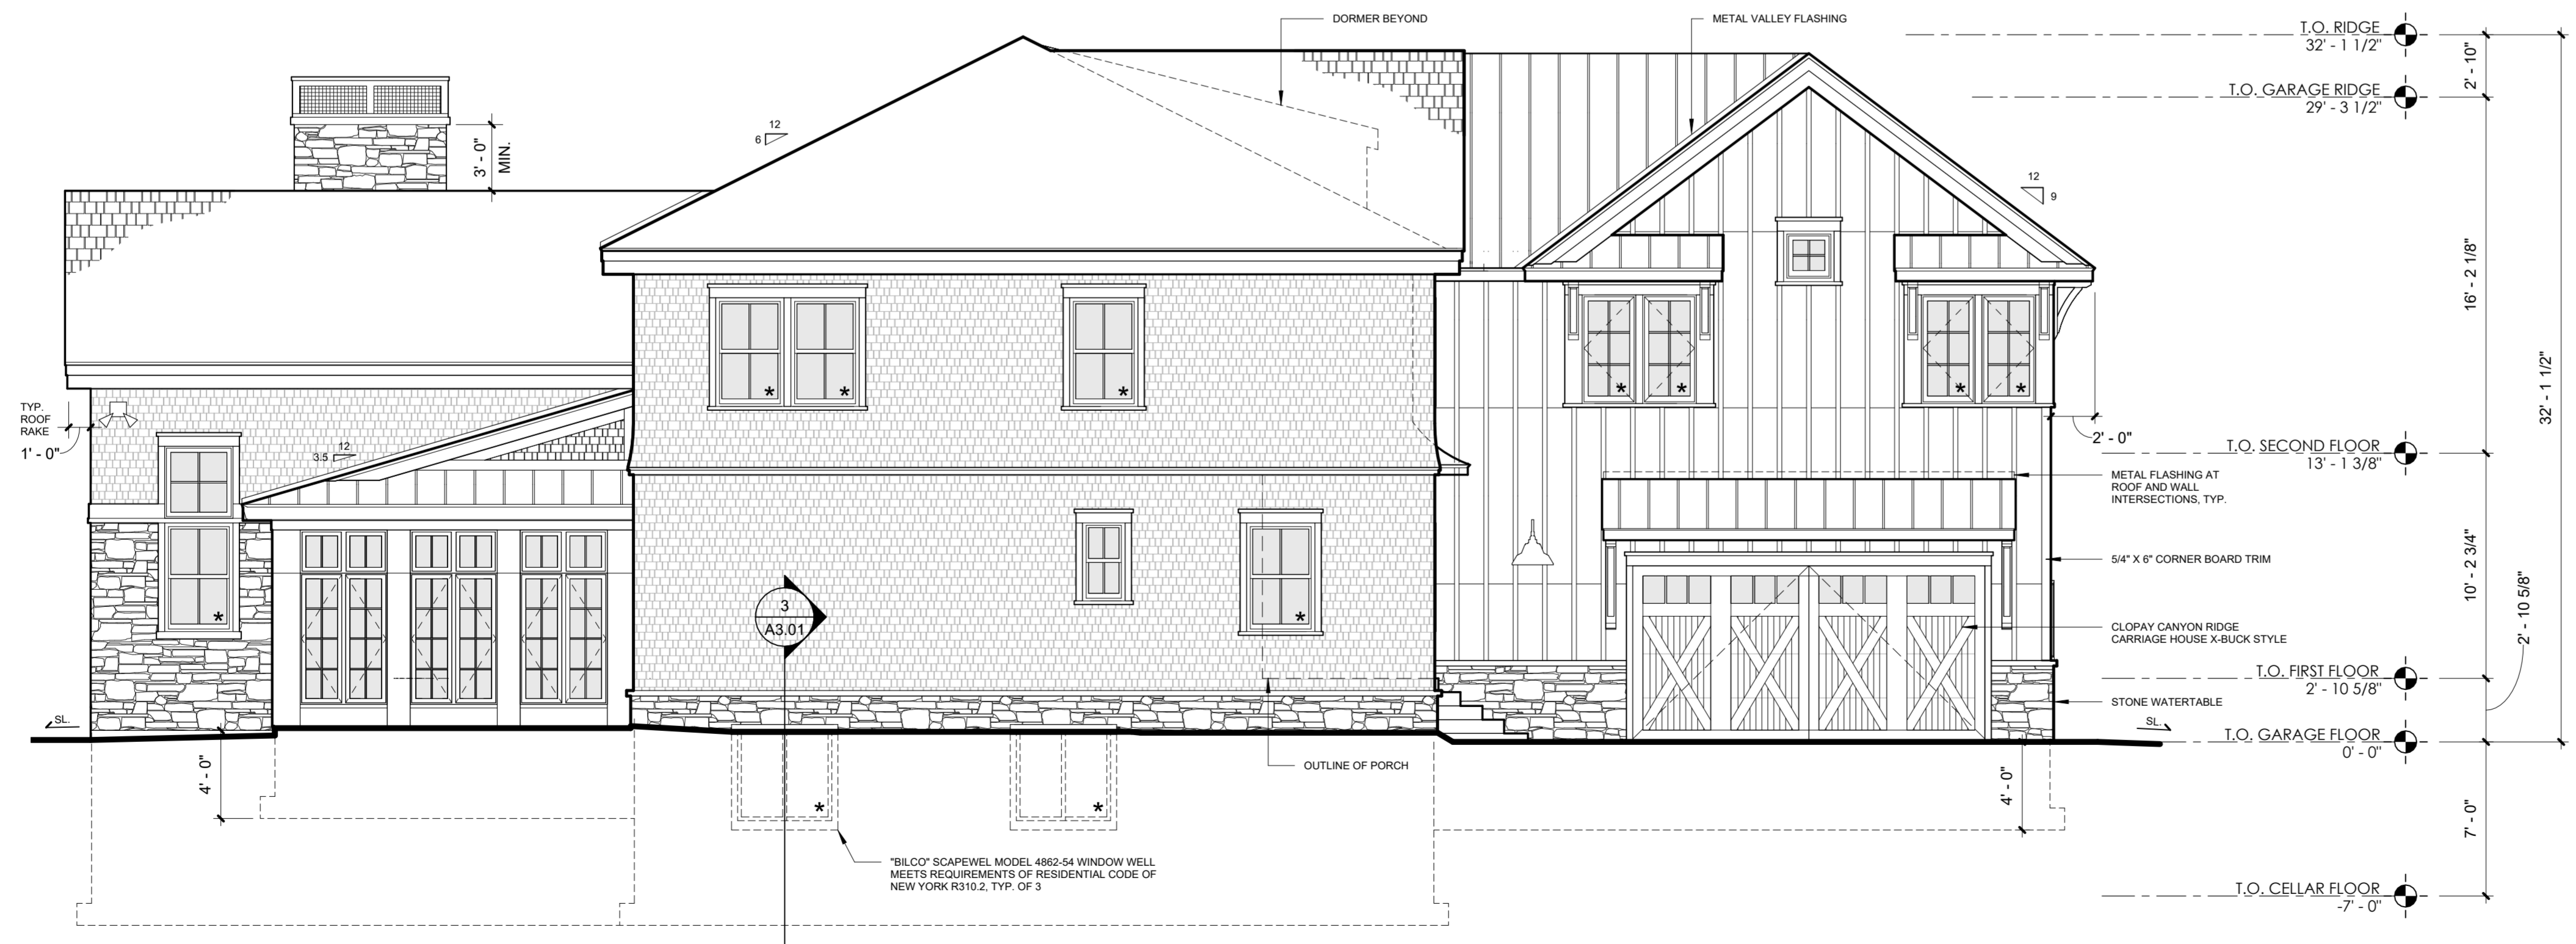 DORMER BEYOND
METAL VALLEY FLASHING
T.O. RIDGE
32' - 1 1/2"
2' - 10"
T.O. GARAGE RIDGE
29' - 3 1/2"
12
6
3' - 0"
MIN.
12
9
16' - 2 1/8"
32' - 1 1/2"
*
*
*
*
*
*
*
TYP.
ROOF
RAKE
1' - 0"
12
3.5
2' - 0"
T.O. SECOND FLOOR
13' - 1 3/8"
METAL FLASHING AT
ROOF AND WALL
INTERSECTIONS, TYP.
5/4" X 6" CORNER BOARD TRIM
10' - 2 3/4"
2' - 10 5/8"
3
A3.01
*
*
CLOPAY CANYON RIDGE
CARRIAGE HOUSE X-BUCK STYLE
T.O. FIRST FLOOR
2' - 10 5/8"
STONE WATERTABLE
SL.
SL.
T.O. GARAGE FLOOR
0' - 0"
OUTLINE OF PORCH
4' - 0"
4' - 0"
*
*
7' - 0"
"BILCO" SCAPEWEL MODEL 4862-54 WINDOW WELL
MEETS REQUIREMENTS OF RESIDENTIAL CODE OF
NEW YORK R310.2, TYP. OF 3
T.O. CELLAR FLOOR
-7' - 0"